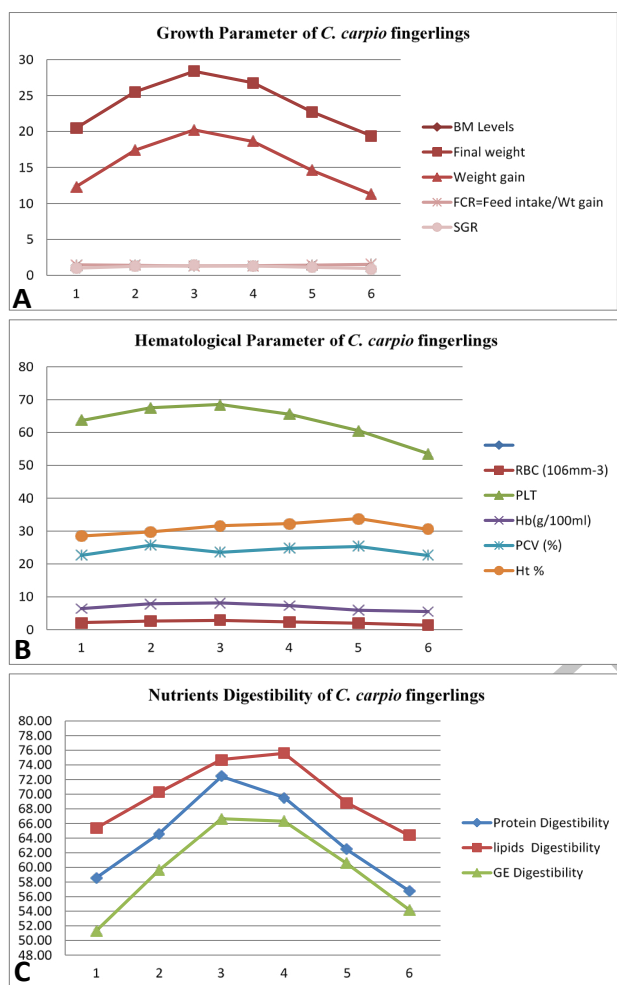 Growth Parameter of C. carpio fingerlings
30
25
20
15
10
5
0
1 2 3 4 5 6
BM Levels
Final weight
Weight gain
FCR=Feed intake/Wt gain
SGR
A
Hematological Parameter of C. carpio fingerlings
80
70
60
50
40
30
20
10
0
1 2 3 4 5 6
RBC (106mm-3)
PLT
Hb(g/100ml)
PCV (%)
Ht %
B
Nutrients Digestibility of C. carpio fingerlings
80.00
78.00
76.00
74.00
72.00
70.00
68.00
66.00
64.00
62.00
60.00
58.00
56.00
54.00
52.00
50.00
48.00
1 2 3 4 5 6
Protein Digestibility
lipids Digestibility
GE Digestibility
C